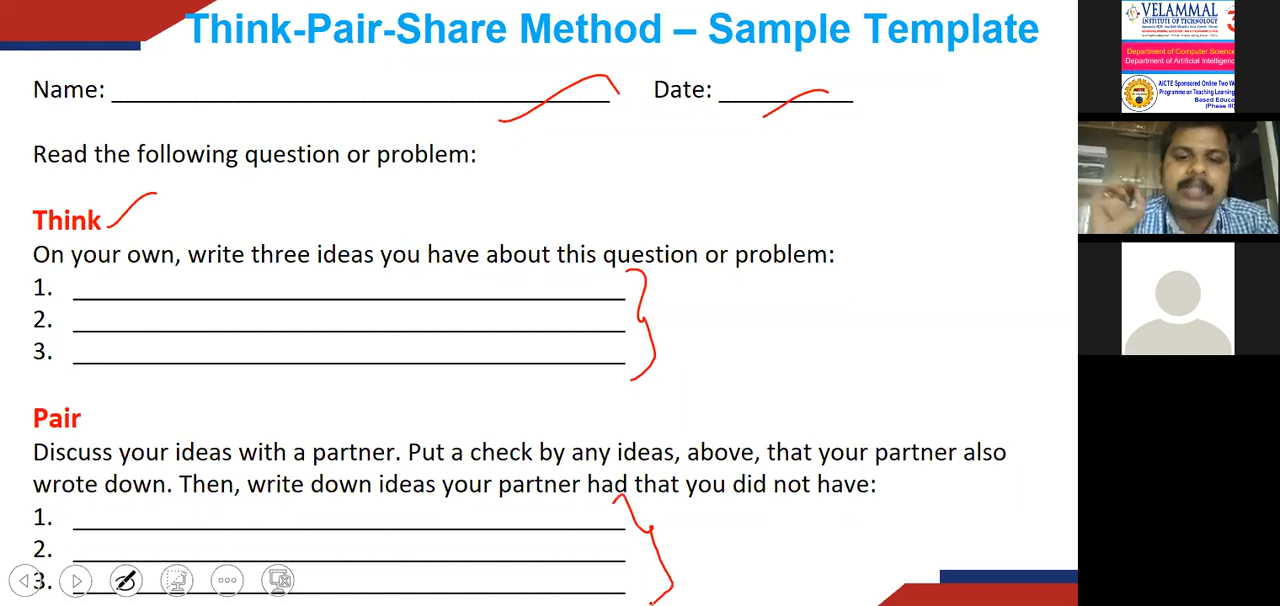 Think-Pair-Share Method – Sample Template
Name: Date:
Read the following question or problem:
Think
On your own, write three ideas you have about this question or problem:
1.
2.
3.
Pair
Discuss your ideas with a partner. Put a check by any ideas, above, that your partner also
wrote down. Then, write down ideas your partner had that you did not have:
1.
2.
3.
VELAMMAL
INSTITUTE OF TECHNOLOGY
Department of Computer Science
Department of Artificial Intelligenc
AICTE Sponsored Online Two W
Programme on Teaching Learning
Based Educa
(Phase III)